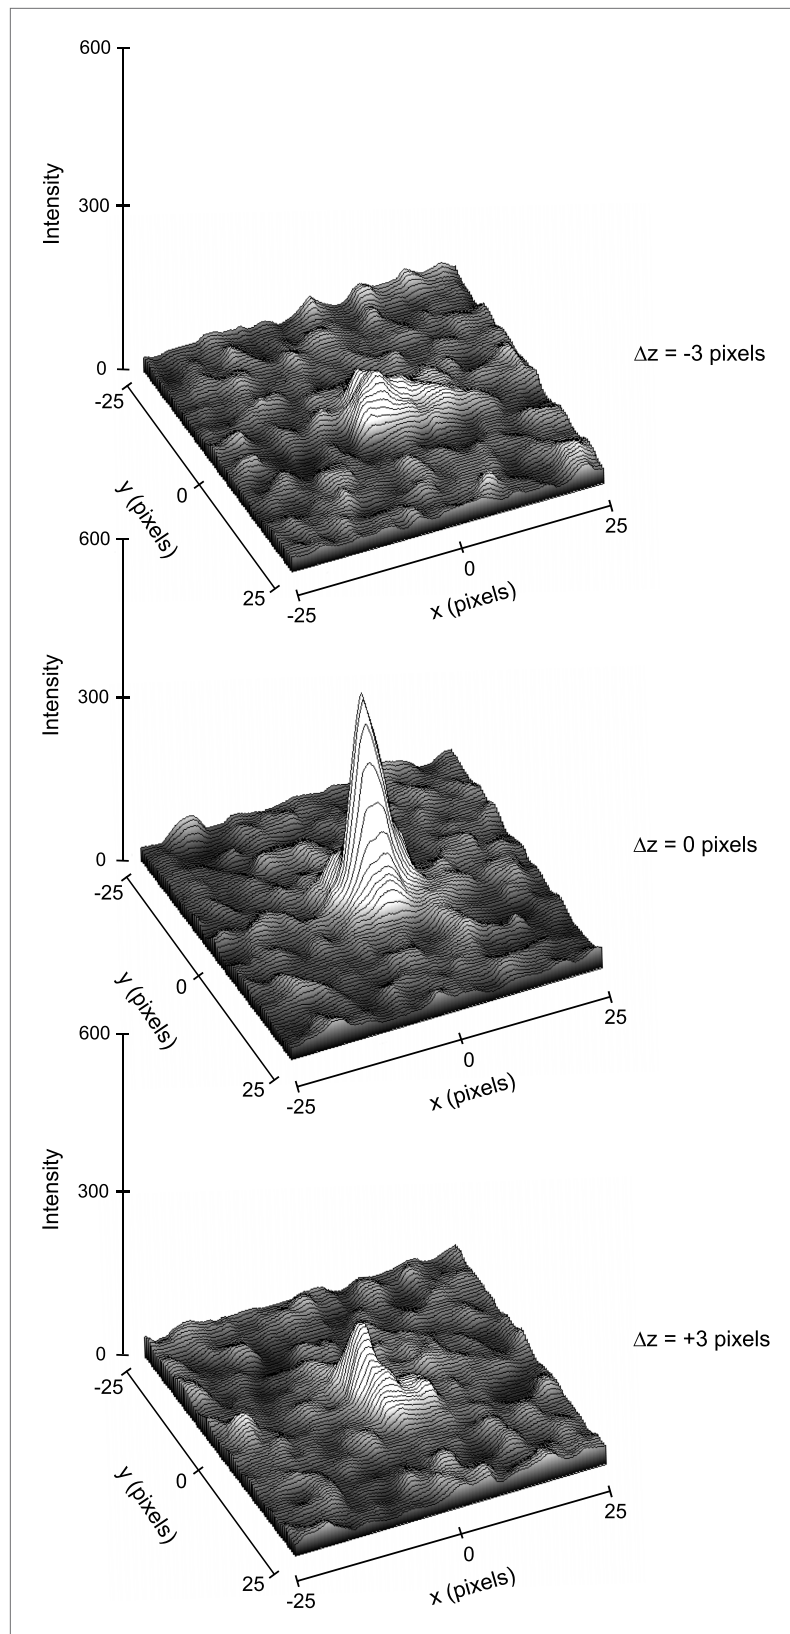 600
Intensity
300
0
Δz = -3 pixels
-25
y (pixels)
0
25
-25
0
25
x (pixels)
600
Intensity
300
0
Δz = 0 pixels
-25
y (pixels)
0
25
-25
0
25
x (pixels)
600
Intensity
300
0
Δz = +3 pixels
-25
y (pixels)
0
25
-25
0
25
x (pixels)